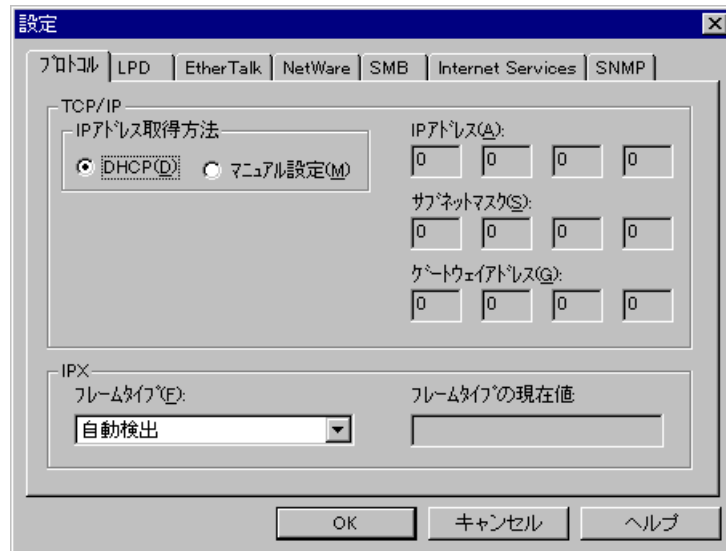 設定
プロトコル LPD EtherTalk NetWare SMB Internet Services SNMP
TCP/IP
IPアドレス取得方法
DHCP(D) マニュアル設定(M)
IPアドレス(A):
0 0 0 0
サブネットマスク(S):
0 0 0 0
ゲートウェイアドレス(G):
0 0 0 0
IPX
フレームタイプ(F):
自動検出
フレームタイプの現在値:
OK キャンセル ヘルプ